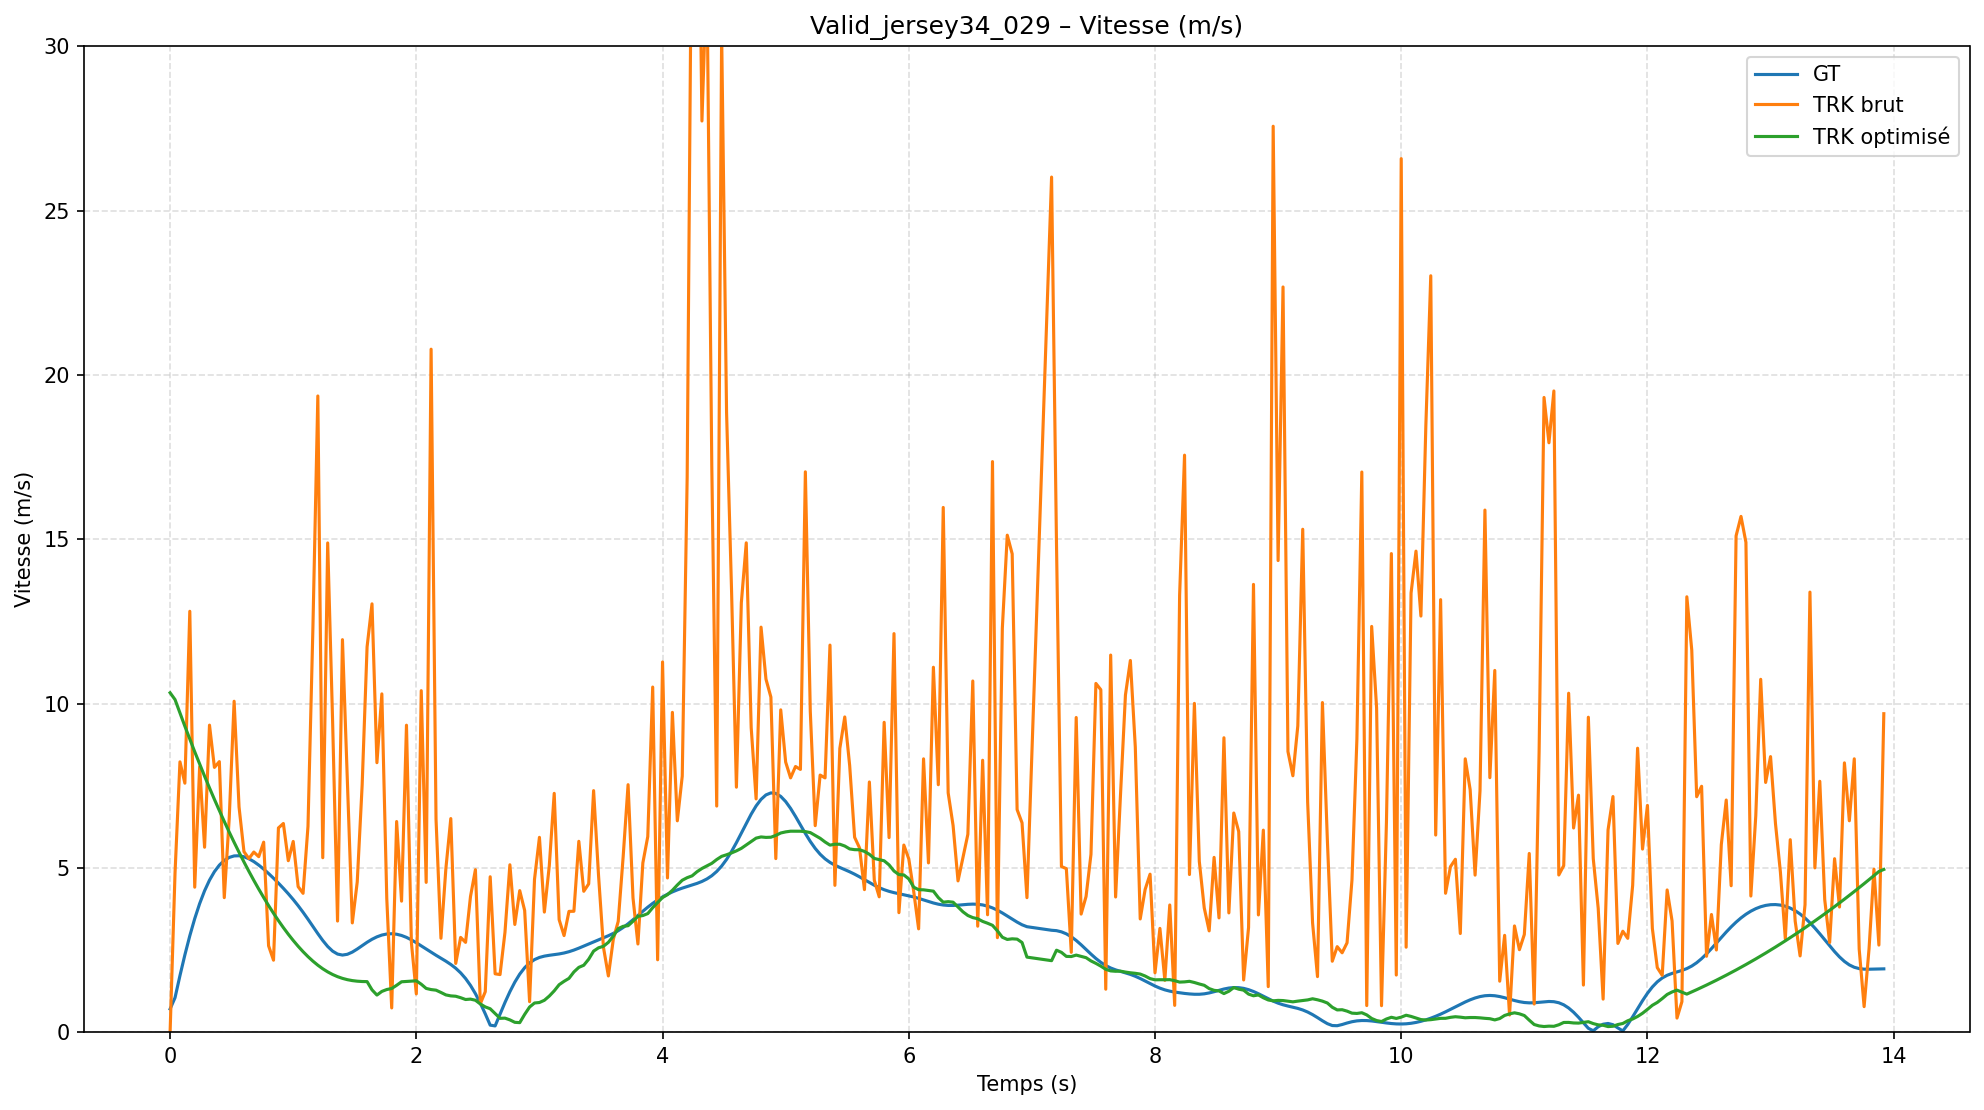 Valid_jersey34_029 – Vitesse (m/s)
GT
TRK brut
TRK optimisé
30
25
20
15
10
5
0
Vitesse (m/s)
0 2 4 6 8 10 12 14
Temps (s)